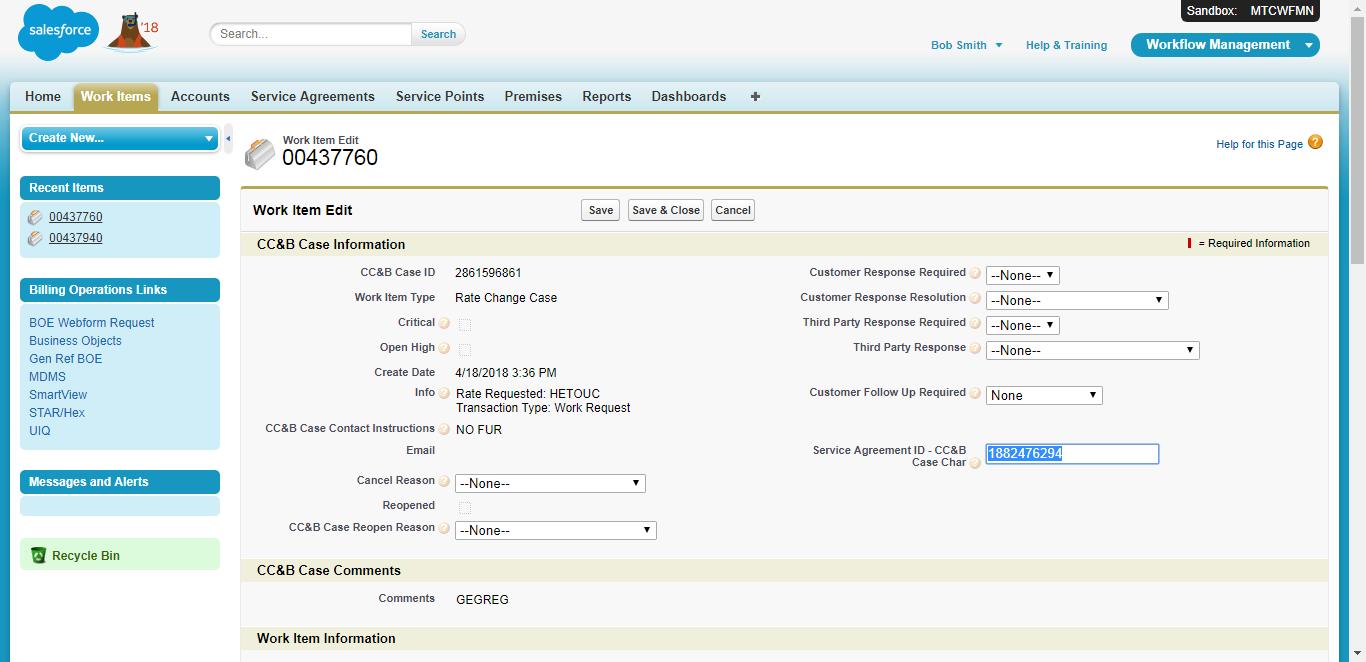 Sandbox: MTCWFMN
salesforce
'18
Search...
Search
Bob Smith
Help & Training
Workflow Management
Home
Work Items
Accounts
Service Agreements
Service Points
Premises
Reports
Dashboards
+
Create New...
Recent Items
00437760
00437940
Billing Operations Links
BOE Webform Request
Business Objects
Gen Ref BOE
MDMS
SmartView
STAR/Hex
UIQ
Messages and Alerts
Recycle Bin
Work Item Edit
00437760
Help for this Page ?
Work Item Edit
Save
Save & Close
Cancel
CC&B Case Information
= Required Information
CC&B Case ID 2861596861
Work Item Type Rate Change Case
Critical ?
Open High ?
Create Date 4/18/2018 3:36 PM
Info ? Rate Requested: HETOUC
Transaction Type: Work Request
CC&B Case Contact Instructions ? NO FUR
Email
Cancel Reason ? --None--
Reopened
CC&B Case Reopen Reason ? --None--
Customer Response Required ? --None--
Customer Response Resolution ? --None--
Third Party Response Required ? --None--
Third Party Response ? --None--
Customer Follow Up Required ? None
Service Agreement ID - CC&B
Case Char ? 1882476294
CC&B Case Comments
Comments GEGREG
Work Item Information